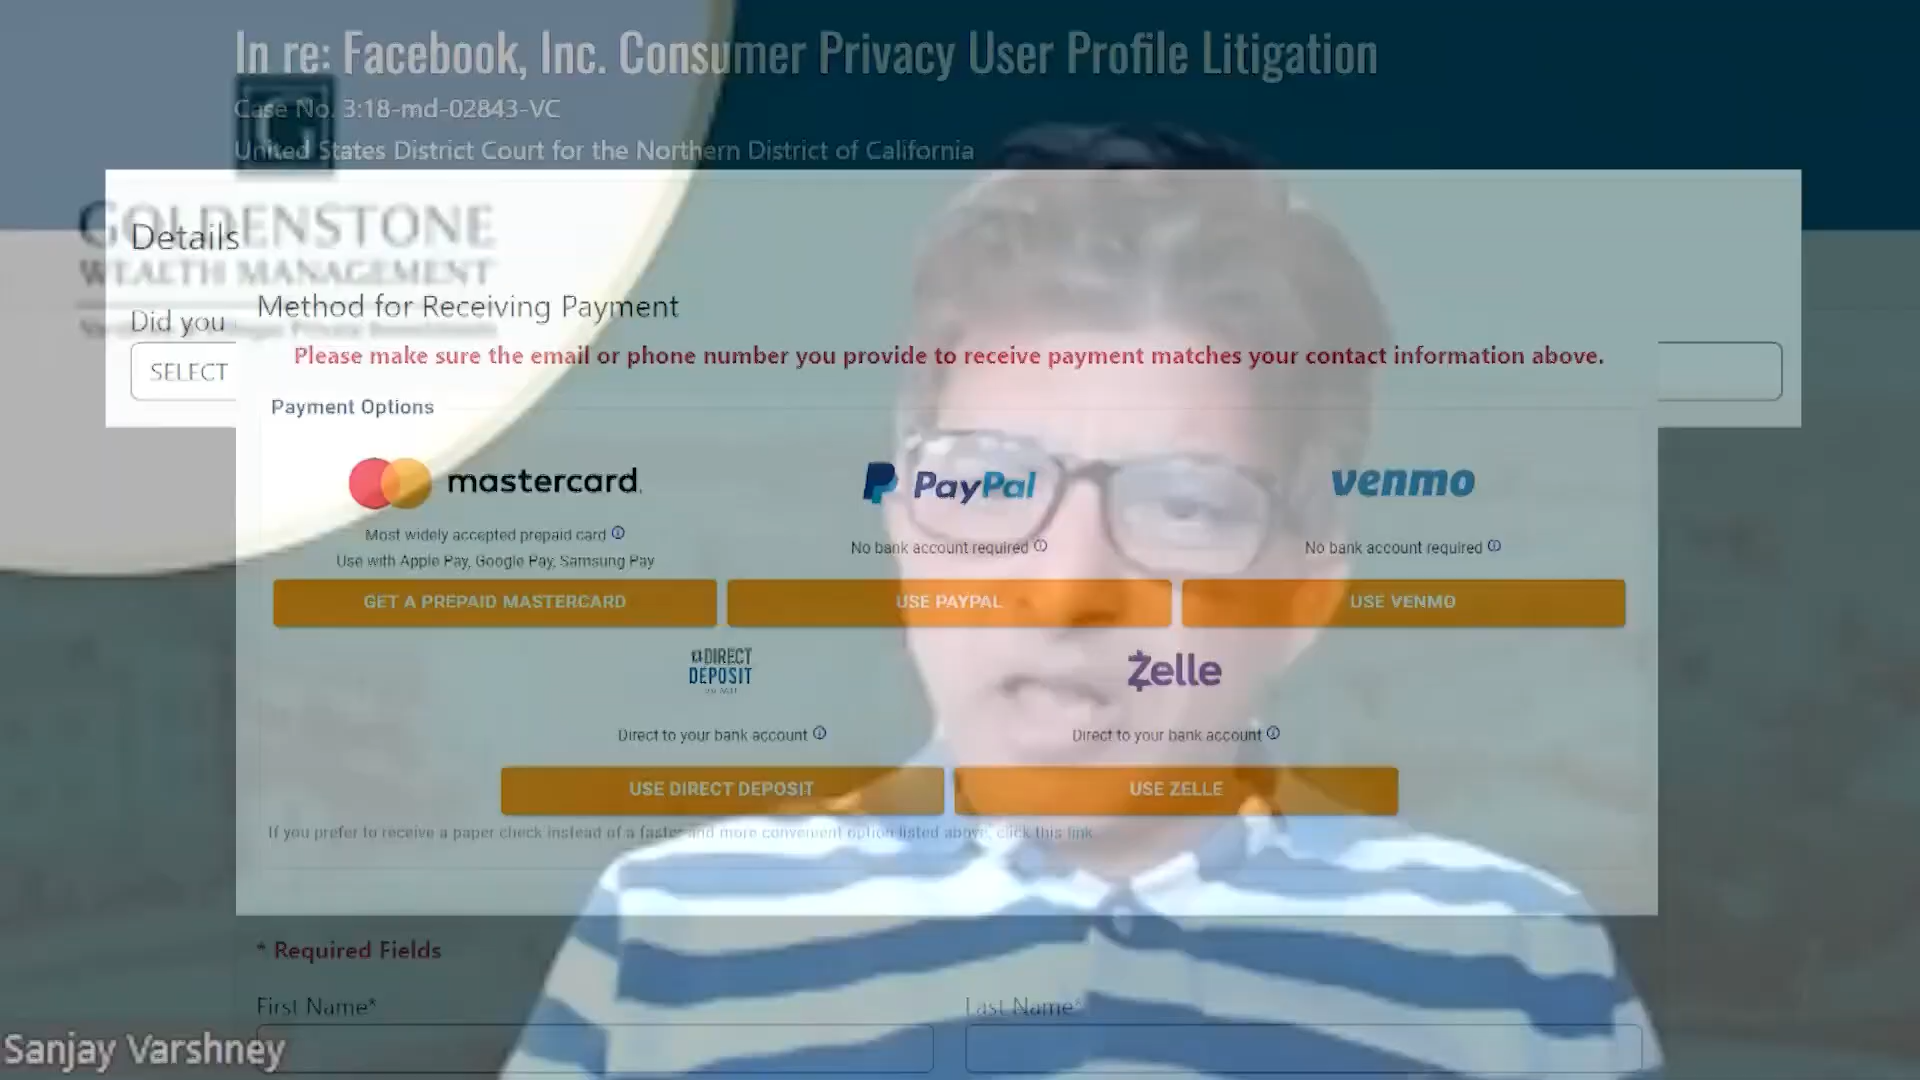 In re: Facebook, Inc. Consumer Privacy User Profile Litigation
Case No. 3:18-md-02843-VC
United States District Court for the Northern District of California
G
GOLDENSTONE
WEALTH MANAGEMENT
Details
Did you
SELECT
Method for Receiving Payment
Please make sure the email or phone number you provide to receive payment matches your contact information above.
Payment Options
mastercard.
Most widely accepted prepaid card
Use with Apple Pay, Google Pay, Samsung Pay
GET A PREPAID MASTERCARD
PayPal
No bank account required
USE PAYPAL
venmo
No bank account required
USE VENMO
DIRECT
DEPOSIT
Direct to your bank account
USE DIRECT DEPOSIT
Zelle
Direct to your bank account
USE ZELLE
If you prefer to receive a paper check instead of a faster and more convenient option listed above, click this link
* Required Fields
First Name*
Last Name*
Sanjay Varshney